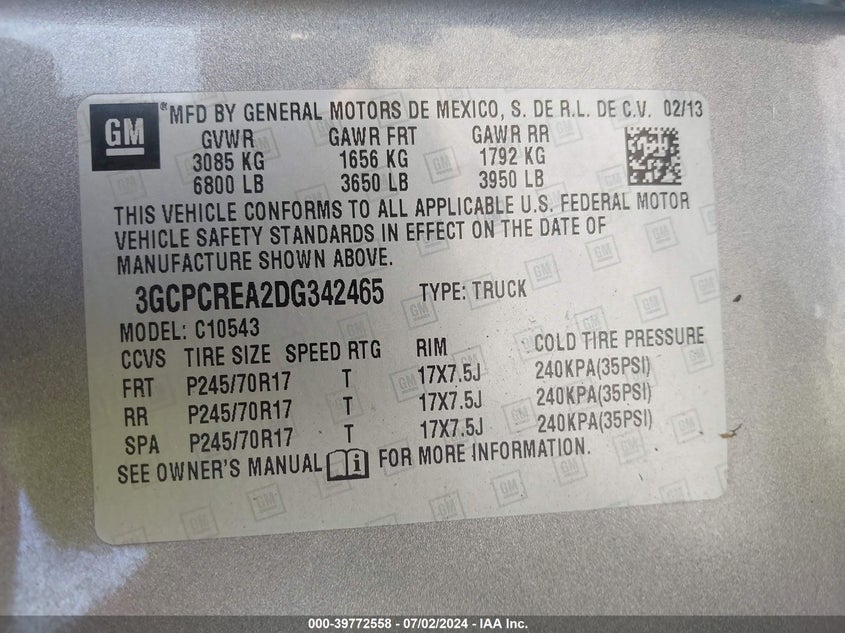 GM
® MFD BY GENERAL MOTORS DE MEXICO, S. DE R.L. DE C.V. 02/13
GVWR GAWR FRT GAWR RR
3085 KG 1656 KG 1792 KG
6800 LB 3650 LB 3950 LB
THIS VEHICLE CONFORMS TO ALL APPLICABLE U.S. FEDERAL MOTOR
VEHICLE SAFETY STANDARDS IN EFFECT ON THE DATE OF
MANUFACTURE SHOWN ABOVE.
3GCPCREA2DG342465 TYPE: TRUCK
MODEL: C10543
CCVS TIRE SIZE SPEED RTG RIM COLD TIRE PRESSURE
FRT P245/70R17 T 17X7.5J 240KPA(35PSI)
RR P245/70R17 T 17X7.5J 240KPA(35PSI)
SPA P245/70R17 T 17X7.5J 240KPA(35PSI)
SEE OWNER'S MANUAL i FOR MORE INFORMATION.
000-39772558 - 07/02/2024 - IAA Inc.